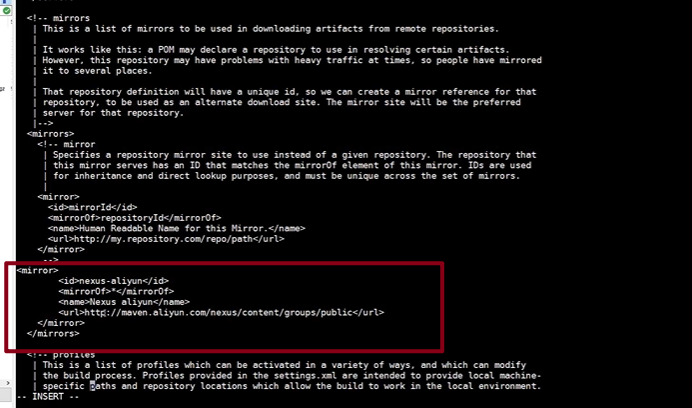 <!-- mirrors
| This is a list of mirrors to be used in downloading artifacts from remote repositories.
|
| It works like this: a POM may declare a repository to use in resolving certain artifacts.
| However, this repository may have problems with heavy traffic at times, so people have mirrored
| it to several places.
|
| That repository definition will have a unique id, so we can create a mirror reference for that
| repository, to be used as an alternate download site. The mirror site will be the preferred
| server for that repository.
|-->
<mirrors>
<!-- mirror
| Specifies a repository mirror site to use instead of a given repository. The repository that
| this mirror serves has an ID that matches the mirrorOf element of this mirror. IDs are used
| for inheritance and direct lookup purposes, and must be unique across the set of mirrors.
|
<mirror>
<id>mirrorId</id>
<mirrorOf>repositoryId</mirrorOf>
<name>Human Readable Name for this Mirror.</name>
<url>http://my.repository.com/repo/path</url>
</mirror>
-->
<mirror>
<id>nexus-aliyun</id>
<mirrorOf>*</mirrorOf>
<name>Nexus aliyun</name>
<url>http://maven.aliyun.com/nexus/content/groups/public</url>
</mirror>
</mirrors>
<!-- profiles
| This is a list of profiles which can be activated in a variety of ways, and which can modify
| the build process. Profiles provided in the settings.xml are intended to provide local machine-
| specific paths and repository locations which allow the build to work in the local environment.
-- INSERT --